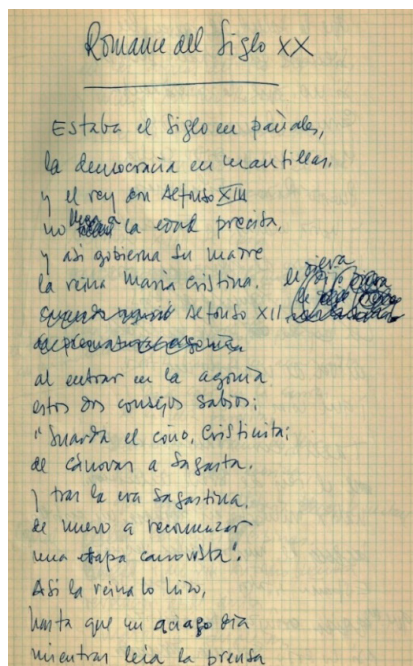 Romance del Siglo XX
Estaba el Siglo en pañales,
la democracia en mantillas,
y el rey don Alfonso XIII
no llega a la edad precisa,
y así gobierna su madre
la reina María Cristina.
Alfonso XII le diera
al entrar en la agonía
estos dos consejos sabios:
"Guarda el coño, Cristinita;
de Cánovas a Sagasta.
y tras la era Sagastina,
de nuevo a recomenzar
una etapa canovista".
Así la reina lo hizo,
hasta que un aciago día
mientras leía la prensa